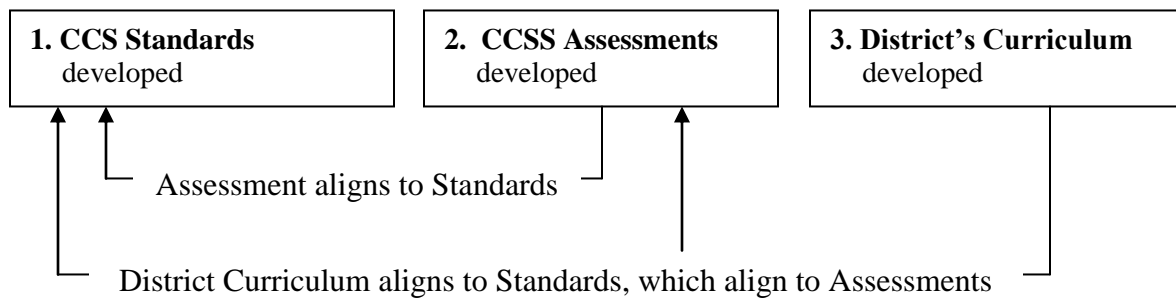 1. CCS Standards
developed
2. CCSS Assessments
developed
3. District’s Curriculum
developed
Assessment aligns to Standards
District Curriculum aligns to Standards, which align to Assessments